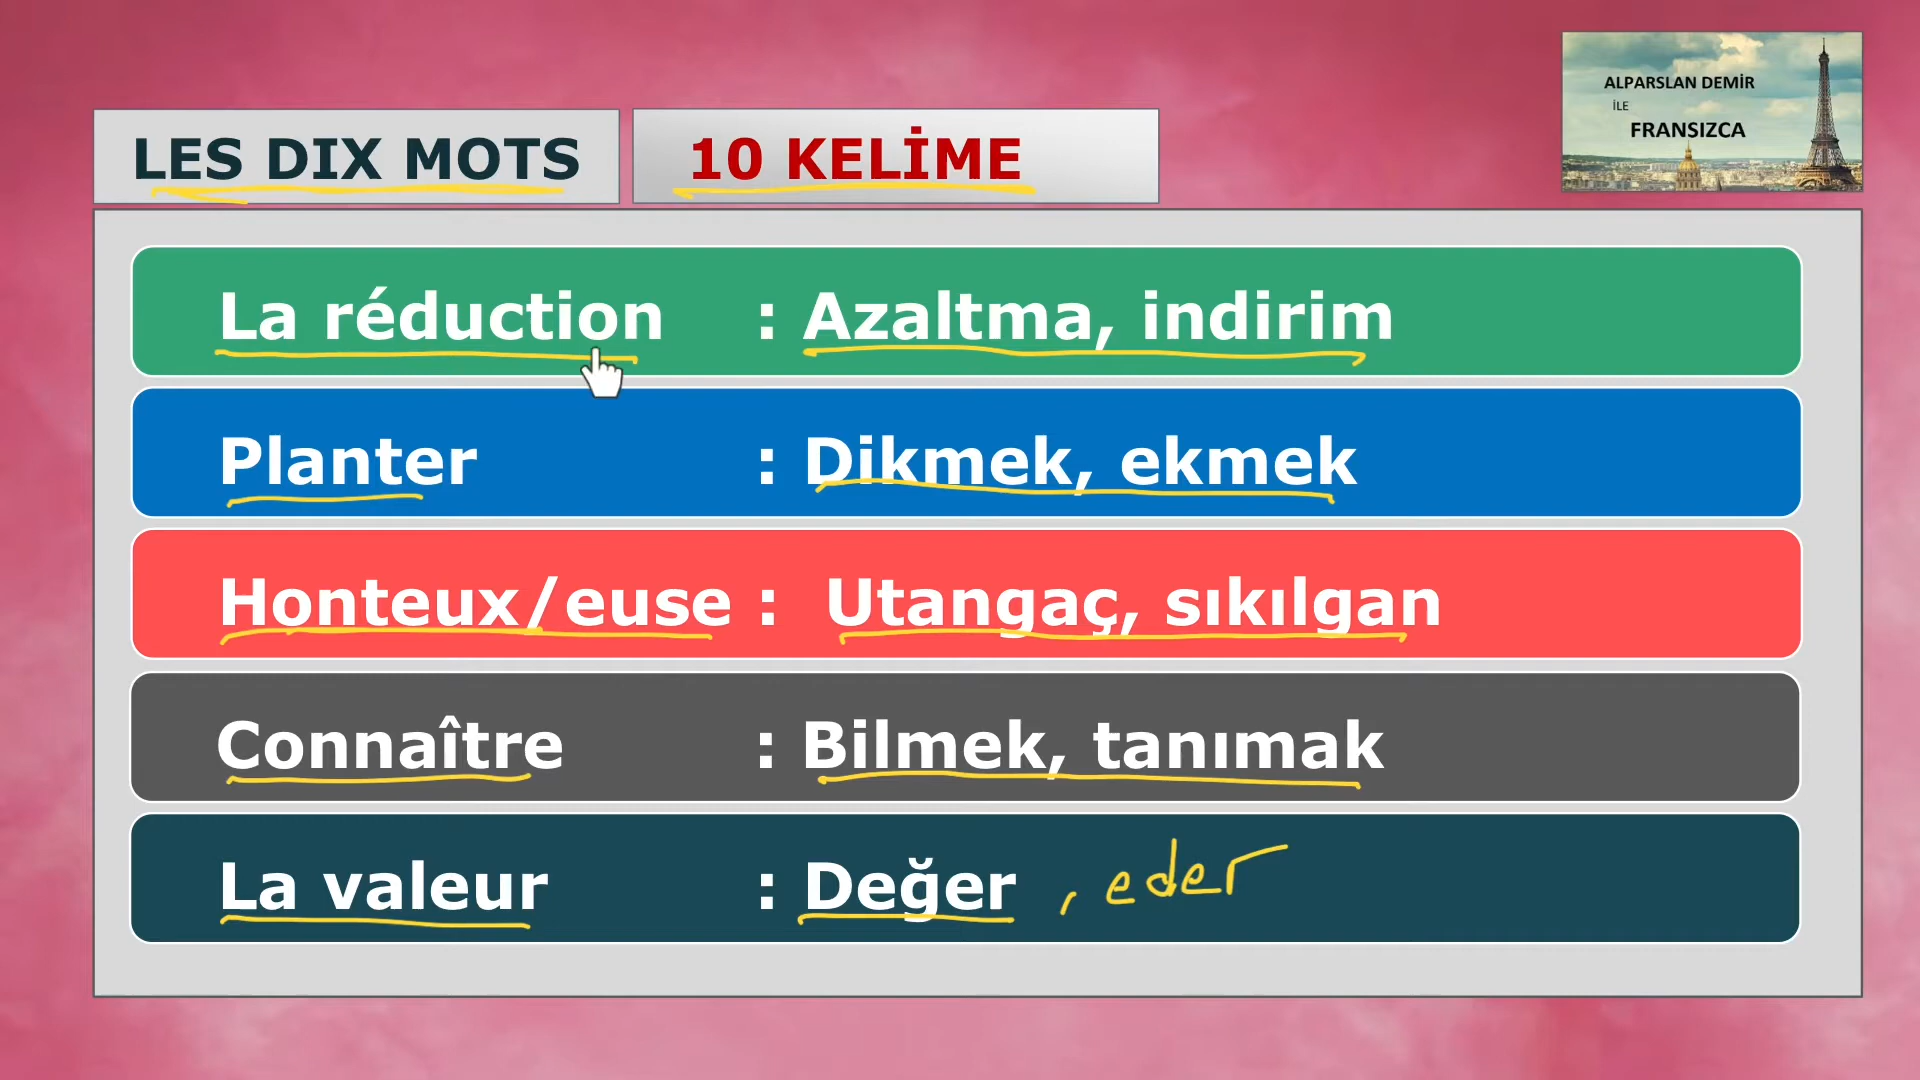 ALPARSLAN DEMİR
İLE
FRANSIZCA
LES DIX MOTS
10 KELİME
La réduction : Azaltma, indirim
Planter : Dikmek, ekmek
Honteux/euse : Utangaç, sıkılgan
Connaître : Bilmek, tanımak
La valeur : Değer , eder